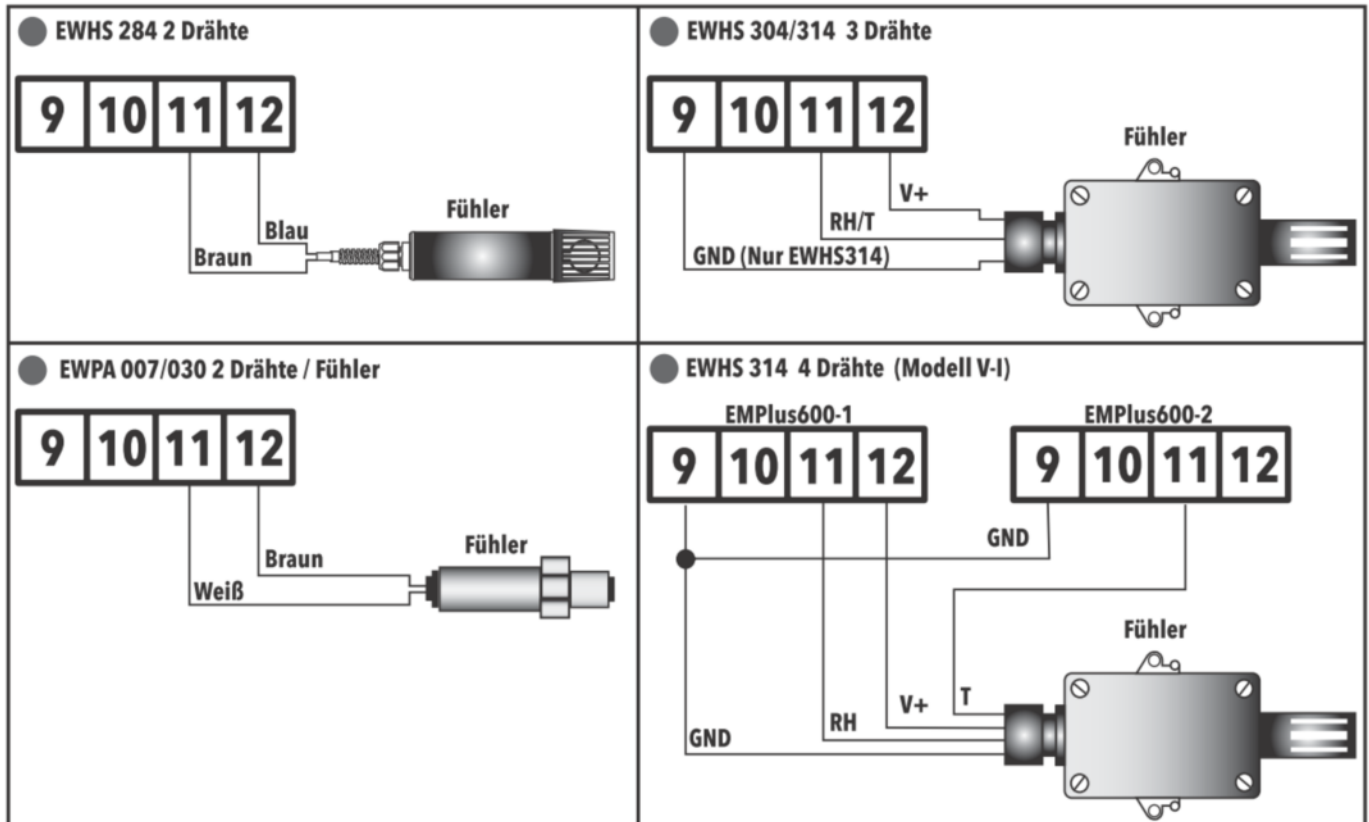 EWHS 284 2 Drähte
9 10 11 12
Fühler
Blau
Braun
EWHS 304/314 3 Drähte
9 10 11 12
Fühler
V+
RH/T
GND (Nur EWHS314)
EWPA 007/030 2 Drähte / Fühler
9 10 11 12
Fühler
Braun
Weiß
EWHS 314 4 Drähte (Modell V-I)
EMPlus600-1
EMPlus600-2
9 10 11 12
9 10 11 12
GND
Fühler
T
V+
RH
GND